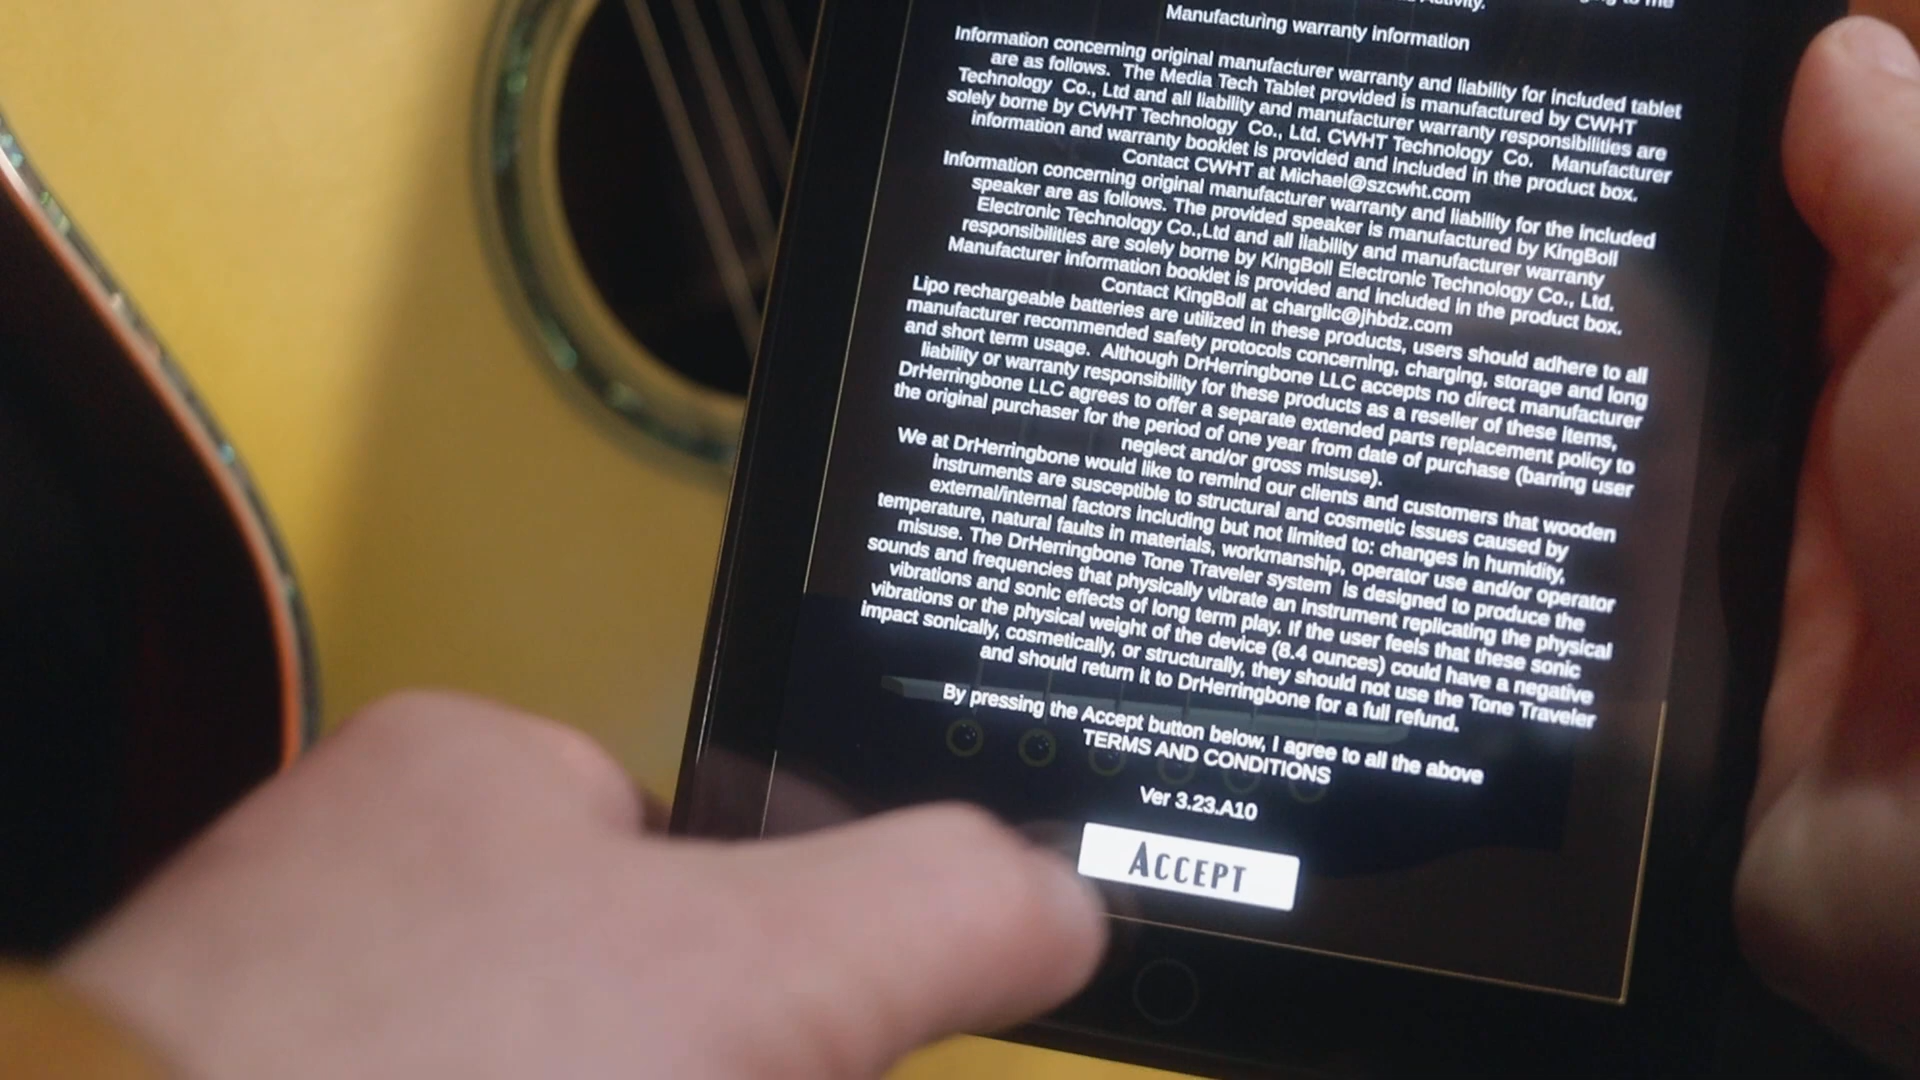 Activity.
Manufacturing warranty information
Information concerning original manufacturer warranty and liability for included tablet
are as follows. The Media Tech Tablet provided is manufactured by CWHT
Technology Co., Ltd and all liability and manufacturer warranty responsibilities are
solely borne by CWHT Technology Co., Ltd. CWHT Technology Co. Manufacturer
information and warranty booklet is provided and included in the product box.
Contact CWHT at Michael@szcwht.com
Information concerning original manufacturer warranty and liability for the included
speaker are as follows. The provided speaker is manufactured by KingBoll
Electronic Technology Co.,Ltd and all liability and manufacturer warranty
responsibilities are solely borne by KingBoll Electronic Technology Co., Ltd.
Manufacturer information booklet is provided and included in the product box.
Contact KingBoll at charglic@jhbdz.com
Lipo rechargeable batteries are utilized in these products, users should adhere to all
manufacturer recommended safety protocols concerning, charging, storage and long
and short term usage. Although DrHerringbone LLC accepts no direct manufacturer
liability or warranty responsibility for these products as a reseller of these items,
DrHerringbone LLC agrees to offer a separate extended parts replacement policy to
the original purchaser for the period of one year from date of purchase (barring user
neglect and/or gross misuse).
We at DrHerringbone would like to remind our clients and customers that wooden
instruments are susceptible to structural and cosmetic issues caused by
external/internal factors including but not limited to: changes in humidity,
temperature, natural faults in materials, workmanship, operator use and/or operator
misuse. The DrHerringbone Tone Traveler system is designed to produce the
sounds and frequencies that physically vibrate an instrument replicating the physical
vibrations and sonic effects of long term play. If the user feels that these sonic
vibrations or the physical weight of the device (8.4 ounces) could have a negative
impact sonically, cosmetically, or structurally, they should not use the Tone Traveler
and should return it to DrHerringbone for a full refund.
By pressing the Accept button below, I agree to all the above
TERMS AND CONDITIONS
Ver 3.23.A10
ACCEPT